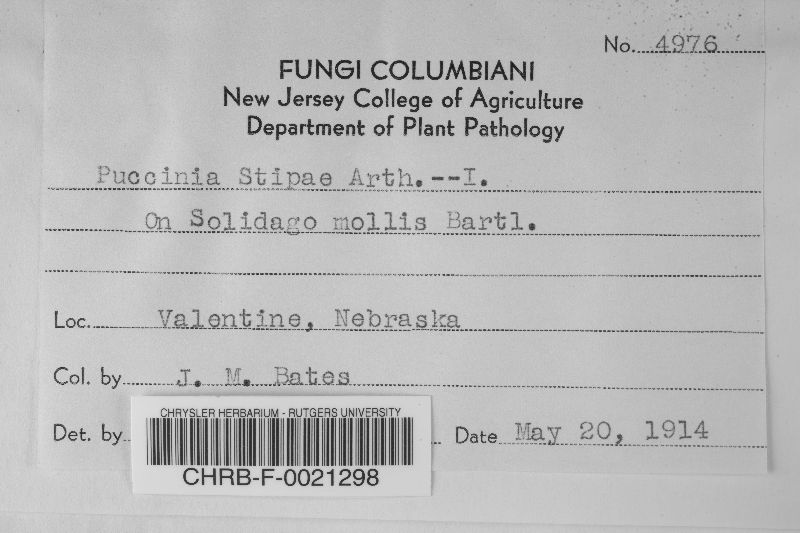 No. 4976
FUNGI COLUMBIANI
New Jersey College of Agriculture
Department of Plant Pathology
Puccinia Stipae Arth.--I.
On Solidago mollis Bartl.
Loc. Valentine, Nebraska
Col. by J. M. Bates
Det. by
Date May 20, 1914
CHRYSLER HERBARIUM - RUTGERS UNIVERSITY
CHRB-F-0021298